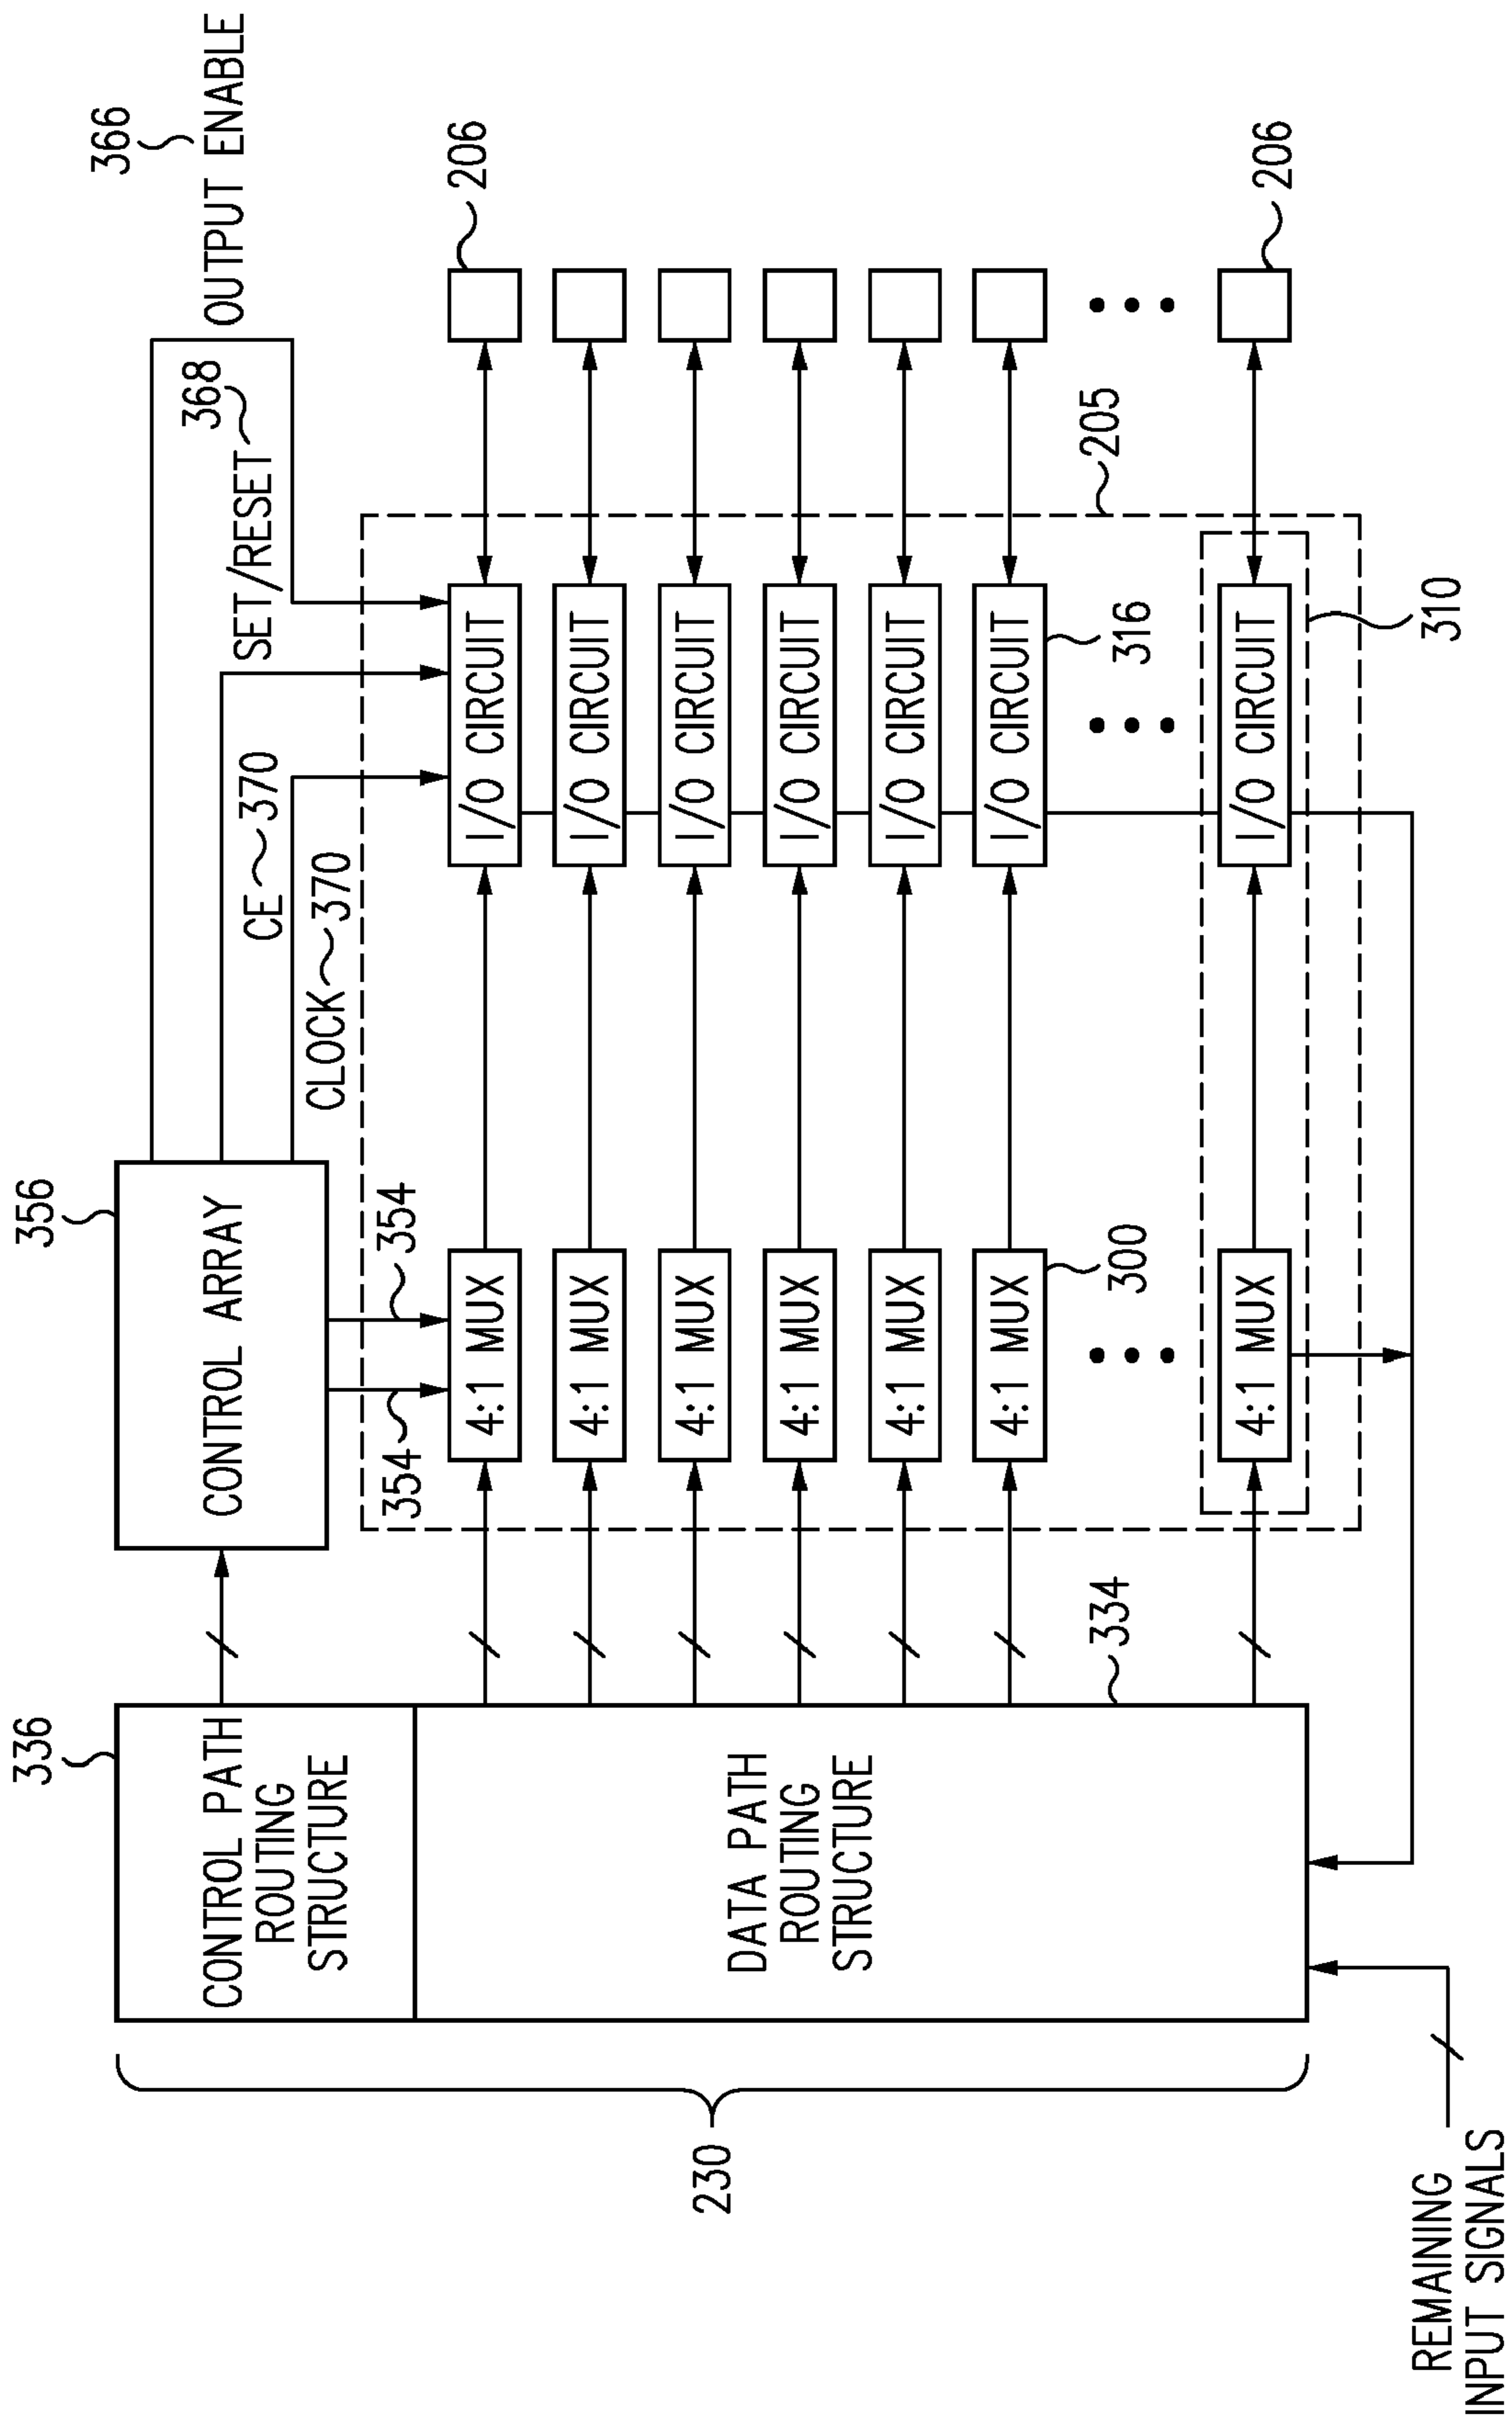 366
OUTPUT ENABLE
368
SET/RESET
CE 370
CLOCK 370
356
CONTROL ARRAY
354
354
336
CONTROL PATH
ROUTING
STRUCTURE
DATA PATH
ROUTING
STRUCTURE
334
230
4:1 MUX
I/O CIRCUIT
206
4:1 MUX
I/O CIRCUIT
4:1 MUX
I/O CIRCUIT
4:1 MUX
I/O CIRCUIT
4:1 MUX
I/O CIRCUIT
4:1 MUX
I/O CIRCUIT
300
316
205
4:1 MUX
I/O CIRCUIT
206
310
REMAINING
INPUT SIGNALS